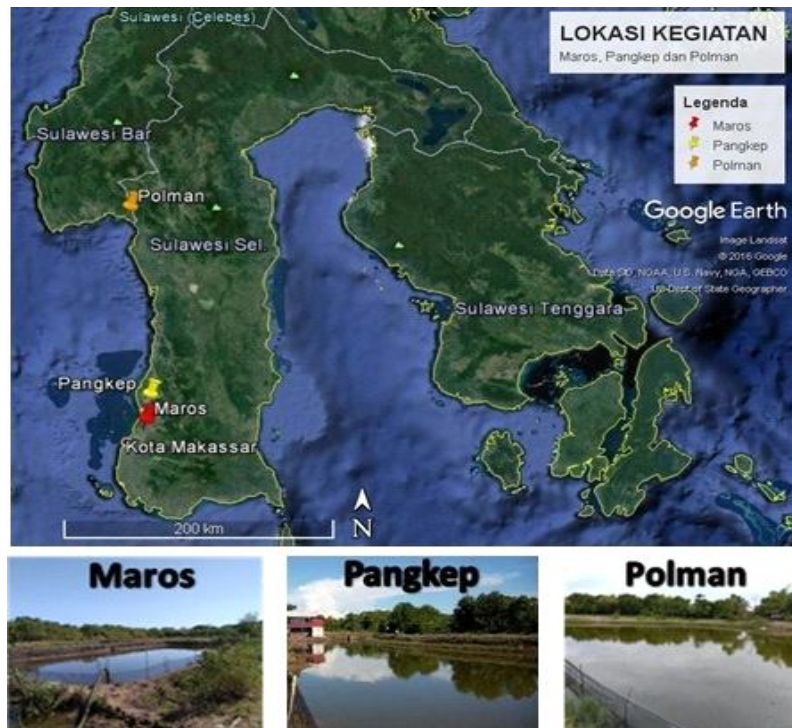 Sulawesi (Celebes)
LOKASI KEGIATAN
Maros, Pangkep dan Polman
Legenda
Maros
Pangkep
Polman
Sulawesi Bar
Polman
Google Earth
Image Landsat
© 2016 Google
Data SIO, NOAA, U.S. Navy, NGA, GEBCO
US Dept of State Geographer
Sulawesi Sel.
Sulawesi Tenggara
Pangkep
Maros
Kota Makassar
200 km
N
Maros
Pangkep
Polman